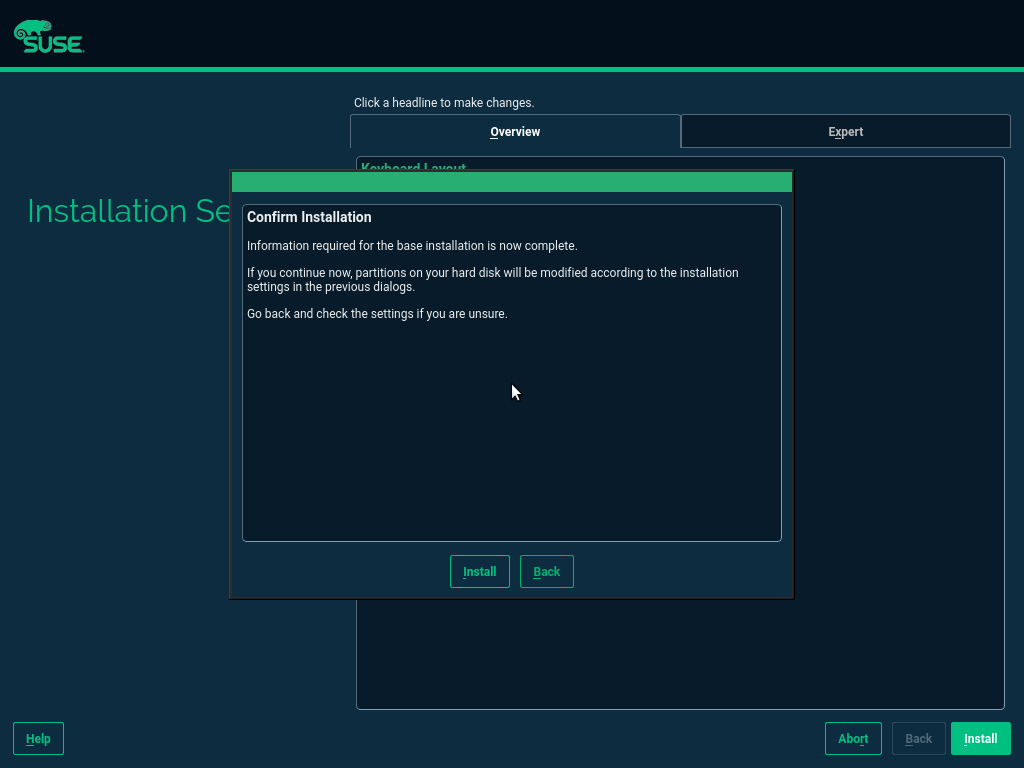 SUSE
Click a headline to make changes.
Overview
Expert
Keyboard Layout
Installation Se
Confirm Installation
Information required for the base installation is now complete.
If you continue now, partitions on your hard disk will be modified according to the installation
settings in the previous dialogs.
Go back and check the settings if you are unsure.
Install
Back
Help
Abort
Back
Install